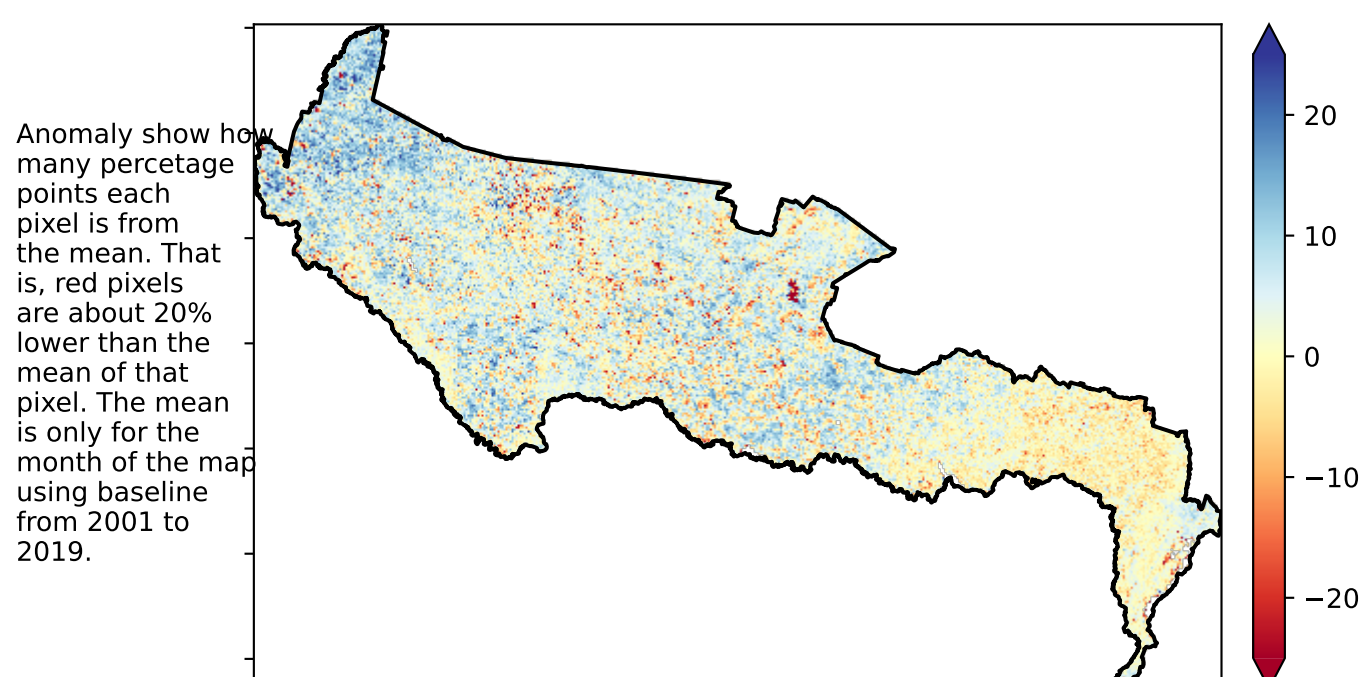 Anomaly show how
many percetage
points each
pixel is from
the mean. That
is, red pixels
are about 20%
lower than the
mean of that
pixel. The mean
is only for the
month of the map
using baseline
from 2001 to
2019.
20
10
0
−10
−20